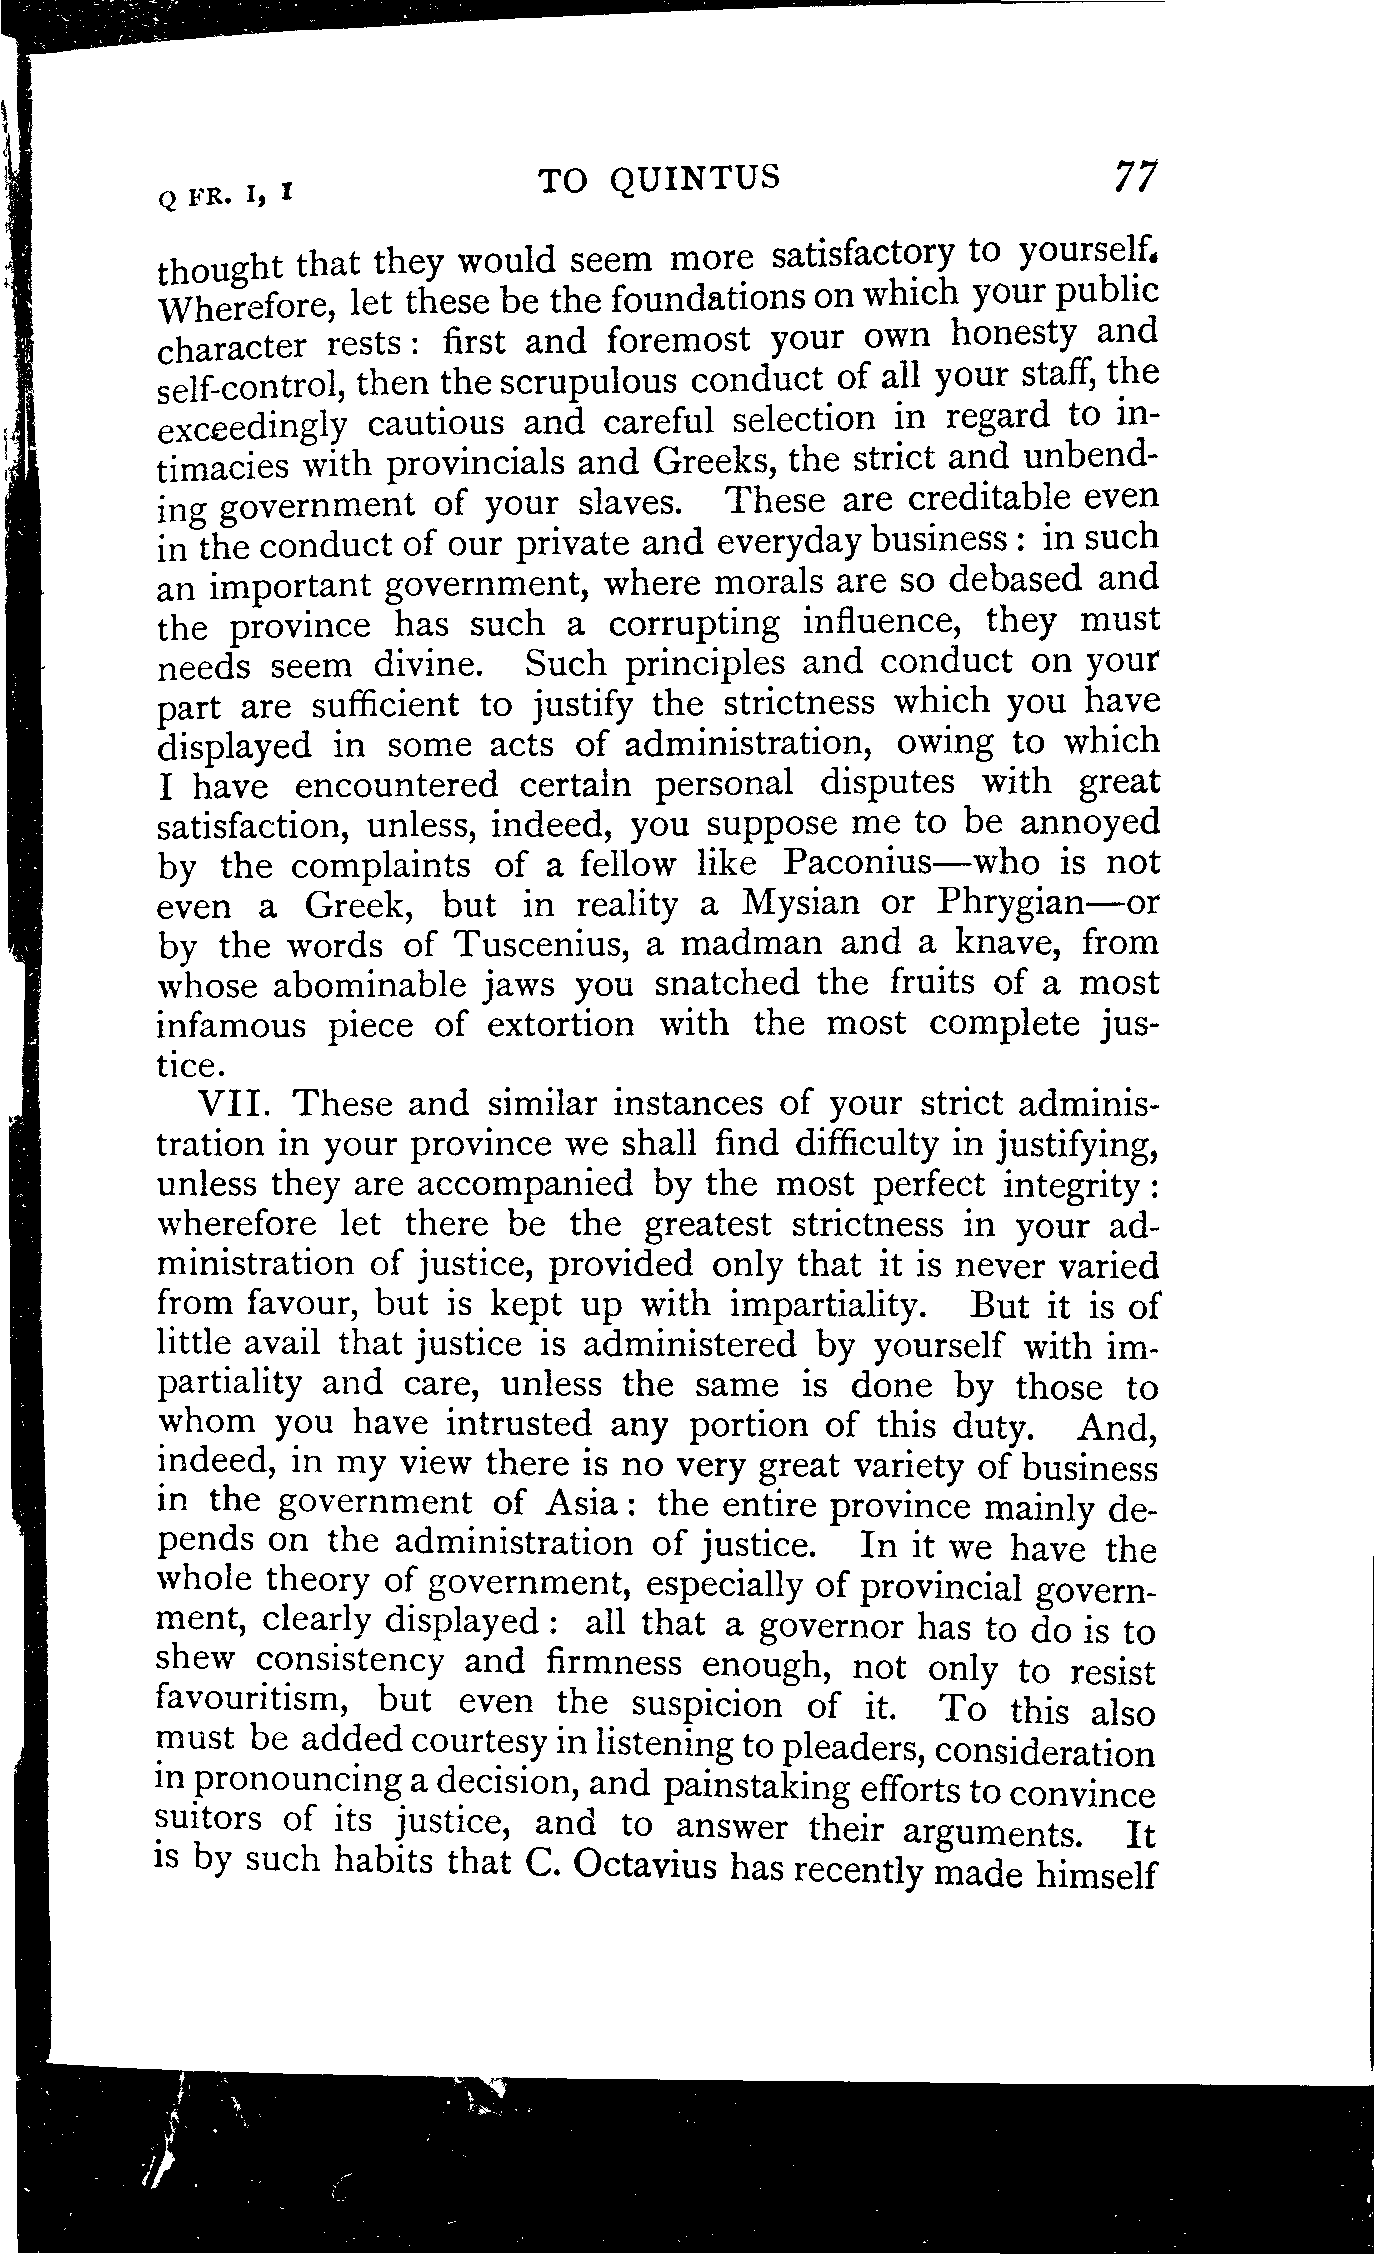 Q FR. I, I TO QUINTUS 77
thought that they would seem more satisfactory to yourself.
Wherefore, let these be the foundations on which your public
character rests : first and foremost your own honesty and
self-control, then the scrupulous conduct of all your staff, the
exceedingly cautious and careful selection in regard to in-
timacies with provincials and Greeks, the strict and unbend-
ing government of your slaves. These are creditable even
in the conduct of our private and everyday business : in such
an important government, where morals are so debased and
the province has such a corrupting influence, they must
needs seem divine. Such principles and conduct on your
part are sufficient to justify the strictness which you have
displayed in some acts of administration, owing to which
I have encountered certain personal disputes with great
satisfaction, unless, indeed, you suppose me to be annoyed
by the complaints of a fellow like Paconius—who is not
even a Greek, but in reality a Mysian or Phrygian—or
by the words of Tuscenius, a madman and a knave, from
whose abominable jaws you snatched the fruits of a most
infamous piece of extortion with the most complete jus-
tice.
VII. These and similar instances of your strict adminis-
tration in your province we shall find difficulty in justifying,
unless they are accompanied by the most perfect integrity :
wherefore let there be the greatest strictness in your ad-
ministration of justice, provided only that it is never varied
from favour, but is kept up with impartiality. But it is of
little avail that justice is administered by yourself with im-
partiality and care, unless the same is done by those to
whom you have intrusted any portion of this duty. And,
indeed, in my view there is no very great variety of business
in the government of Asia : the entire province mainly de-
pends on the administration of justice. In it we have the
whole theory of government, especially of provincial govern-
ment, clearly displayed : all that a governor has to do is to
shew consistency and firmness enough, not only to resist
favouritism, but even the suspicion of it. To this also
must be added courtesy in listening to pleaders, consideration
in pronouncing a decision, and painstaking efforts to convince
suitors of its justice, and to answer their arguments. It
is by such habits that C. Octavius has recently made himself